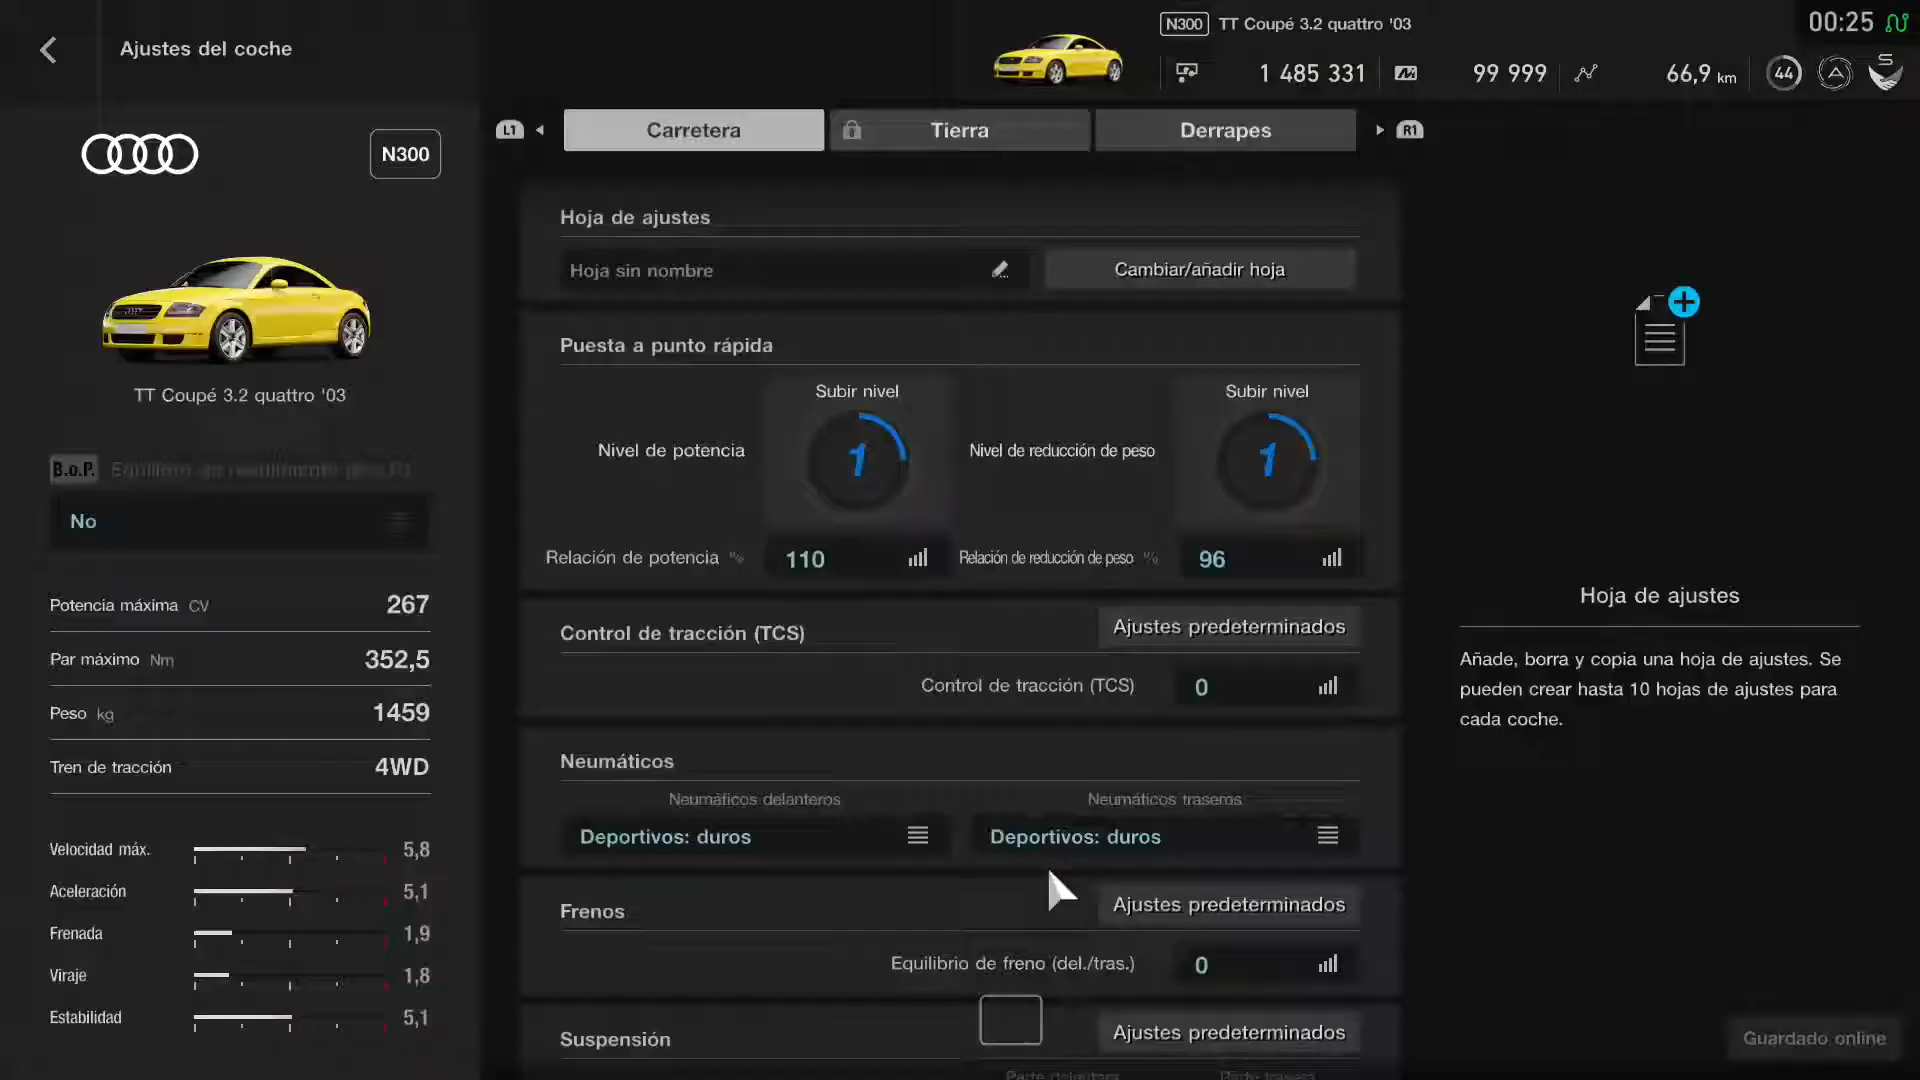 Ajustes del coche
N300 TT Coupé 3.2 quattro '03
00:25
1 485 331
99 999
66,9 km
44
L1
Carretera
Tierra
Derrapes
R1
N300
TT Coupé 3.2 quattro '03
B.o.P.
No
Potencia máxima CV 267
Par máximo Nm 352,5
Peso kg 1459
Tren de tracción 4WD
Velocidad máx. 5,8
Aceleración 5,1
Frenada 1,9
Viraje 1,8
Estabilidad 5,1
Hoja de ajustes
Hoja sin nombre
Cambiar/añadir hoja
Puesta a punto rápida
Nivel de potencia
Subir nivel
1
Nivel de reducción de peso
Subir nivel
1
Relación de potencia % 110
Relación de reducción de peso % 96
Control de tracción (TCS)
Ajustes predeterminados
Control de tracción (TCS) 0
Neumáticos
Neumáticos delanteros
Neumáticos traseros
Deportivos: duros
Deportivos: duros
Frenos
Ajustes predeterminados
Equilibrio de freno (del./tras.) 0
Suspensión
Ajustes predeterminados
Hoja de ajustes
Añade, borra y copia una hoja de ajustes. Se
pueden crear hasta 10 hojas de ajustes para
cada coche.
Guardado online